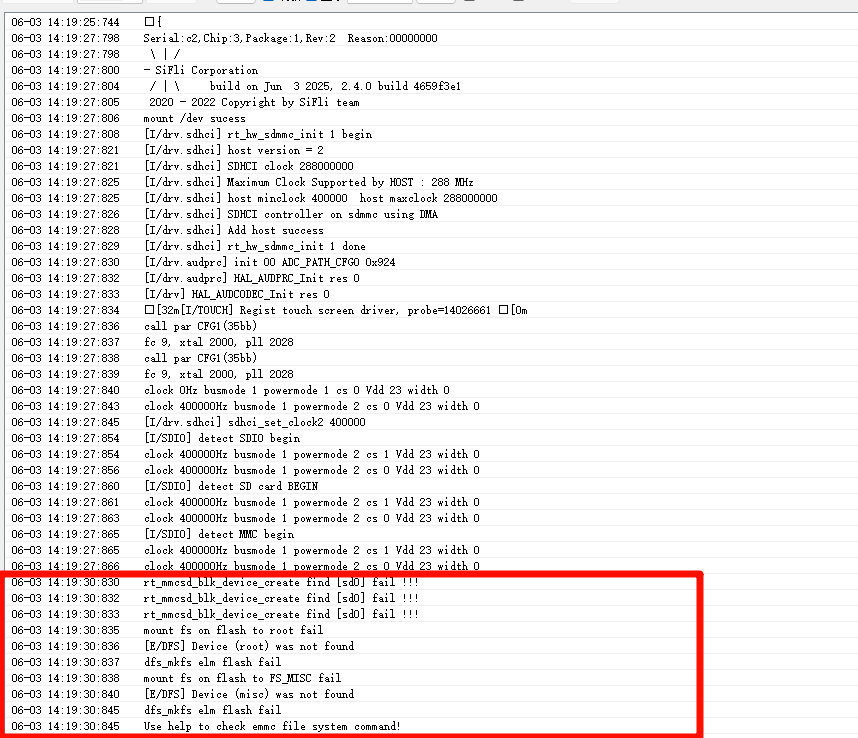 06-03 14:19:25:744 □{
06-03 14:19:27:798 Serial:c2,Chip:3,Package:1,Rev:2  Reason:00000000
06-03 14:19:27:798  \ | /
06-03 14:19:27:800 - SiFli Corporation
06-03 14:19:27:804  / | \     build on Jun  3 2025, 2.4.0 build 4659f3e1
06-03 14:19:27:805  2020 - 2022 Copyright by SiFli team
06-03 14:19:27:806 mount /dev sucess
06-03 14:19:27:808 [I/drv.sdhci] rt_hw_sdmmc_init 1 begin
06-03 14:19:27:821 [I/drv.sdhci] host version = 2
06-03 14:19:27:821 [I/drv.sdhci] SDHCI clock 288000000
06-03 14:19:27:825 [I/drv.sdhci] Maximum Clock Supported by HOST : 288 MHz
06-03 14:19:27:825 [I/drv.sdhci] host minclock 400000  host maxclock 288000000
06-03 14:19:27:826 [I/drv.sdhci] SDHCI controller on sdmmc using DMA
06-03 14:19:27:828 [I/drv.sdhci] Add host success
06-03 14:19:27:829 [I/drv.sdhci] rt_hw_sdmmc_init 1 done
06-03 14:19:27:830 [I/drv.audprc] init 00 ADC_PATH_CFG0 0x924
06-03 14:19:27:832 [I/drv.audprc] HAL_AUDPRC_Init res 0
06-03 14:19:27:833 [I/drv] HAL_AUDCODEC_Init res 0
06-03 14:19:27:834 □[32m[I/TOUCH] Regist touch screen driver, probe=14026661 □[0m
06-03 14:19:27:836 call par CFG1(35bb)
06-03 14:19:27:837 fc 9, xtal 2000, pll 2028
06-03 14:19:27:838 call par CFG1(35bb)
06-03 14:19:27:839 fc 9, xtal 2000, pll 2028
06-03 14:19:27:840 clock 0Hz busmode 1 powermode 1 cs 0 Vdd 23 width 0
06-03 14:19:27:843 clock 400000Hz busmode 1 powermode 2 cs 0 Vdd 23 width 0
06-03 14:19:27:845 [I/drv.sdhci] sdhci_set_clock2 400000
06-03 14:19:27:854 [I/SDIO] detect SDIO begin
06-03 14:19:27:854 clock 400000Hz busmode 1 powermode 2 cs 1 Vdd 23 width 0
06-03 14:19:27:856 clock 400000Hz busmode 1 powermode 2 cs 0 Vdd 23 width 0
06-03 14:19:27:860 [I/SDIO] detect SD card BEGIN
06-03 14:19:27:861 clock 400000Hz busmode 1 powermode 2 cs 1 Vdd 23 width 0
06-03 14:19:27:863 clock 400000Hz busmode 1 powermode 2 cs 0 Vdd 23 width 0
06-03 14:19:27:865 [I/SDIO] detect MMC begin
06-03 14:19:27:865 clock 400000Hz busmode 1 powermode 2 cs 1 Vdd 23 width 0
06-03 14:19:27:866 clock 400000Hz busmode 1 powermode 2 cs 0 Vdd 23 width 0
06-03 14:19:30:830 rt_mmcsd_blk_device_create find [sd0] fail !!!
06-03 14:19:30:832 rt_mmcsd_blk_device_create find [sd0] fail !!!
06-03 14:19:30:833 rt_mmcsd_blk_device_create find [sd0] fail !!!
06-03 14:19:30:835 mount fs on flash to root fail
06-03 14:19:30:836 [E/DFS] Device (root) was not found
06-03 14:19:30:837 dfs_mkfs elm flash fail
06-03 14:19:30:838 mount fs on flash to FS_MISC fail
06-03 14:19:30:840 [E/DFS] Device (misc) was not found
06-03 14:19:30:845 dfs_mkfs elm flash fail
06-03 14:19:30:845 Use help to check emmc file system command!